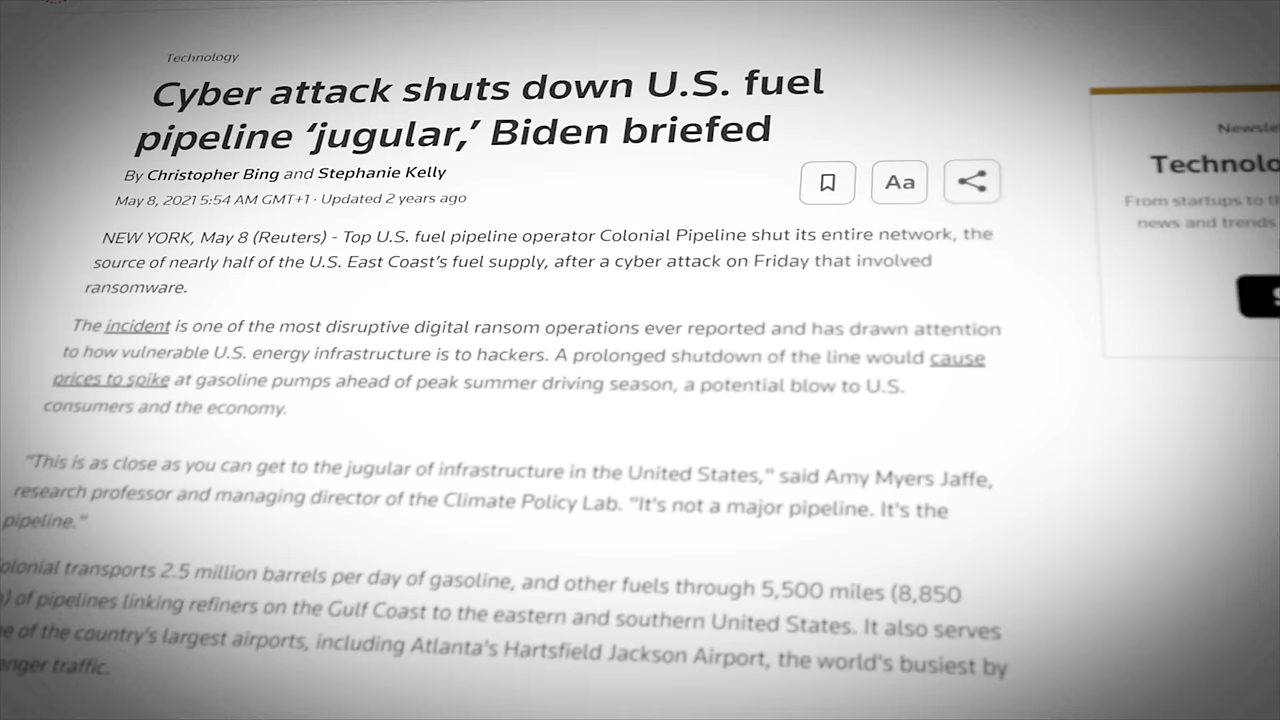 Technology
Cyber attack shuts down U.S. fuel
pipeline ‘jugular,’ Biden briefed
By Christopher Bing and Stephanie Kelly
May 8, 2021 5:54 AM GMT+1 · Updated 2 years ago
Aa
NEW YORK, May 8 (Reuters) - Top U.S. fuel pipeline operator Colonial Pipeline shut its entire network, the
source of nearly half of the U.S. East Coast’s fuel supply, after a cyber attack on Friday that involved
ransomware.
The incident is one of the most disruptive digital ransom operations ever reported and has drawn attention
to how vulnerable U.S. energy infrastructure is to hackers. A prolonged shutdown of the line would cause
prices to spike at gasoline pumps ahead of peak summer driving season, a potential blow to U.S.
consumers and the economy.
"This is as close as you can get to the jugular of infrastructure in the United States," said Amy Myers Jaffe,
research professor and managing director of the Climate Policy Lab. "It's not a major pipeline. It's the
pipeline."
olonial transports 2.5 million barrels per day of gasoline, and other fuels through 5,500 miles (8,850
) of pipelines linking refiners on the Gulf Coast to the eastern and southern United States. It also serves
e of the country's largest airports, including Atlanta's Hartsfield Jackson Airport, the world's busiest by
enger traffic.
Newsle
Technolo
From startups to th
news and trends